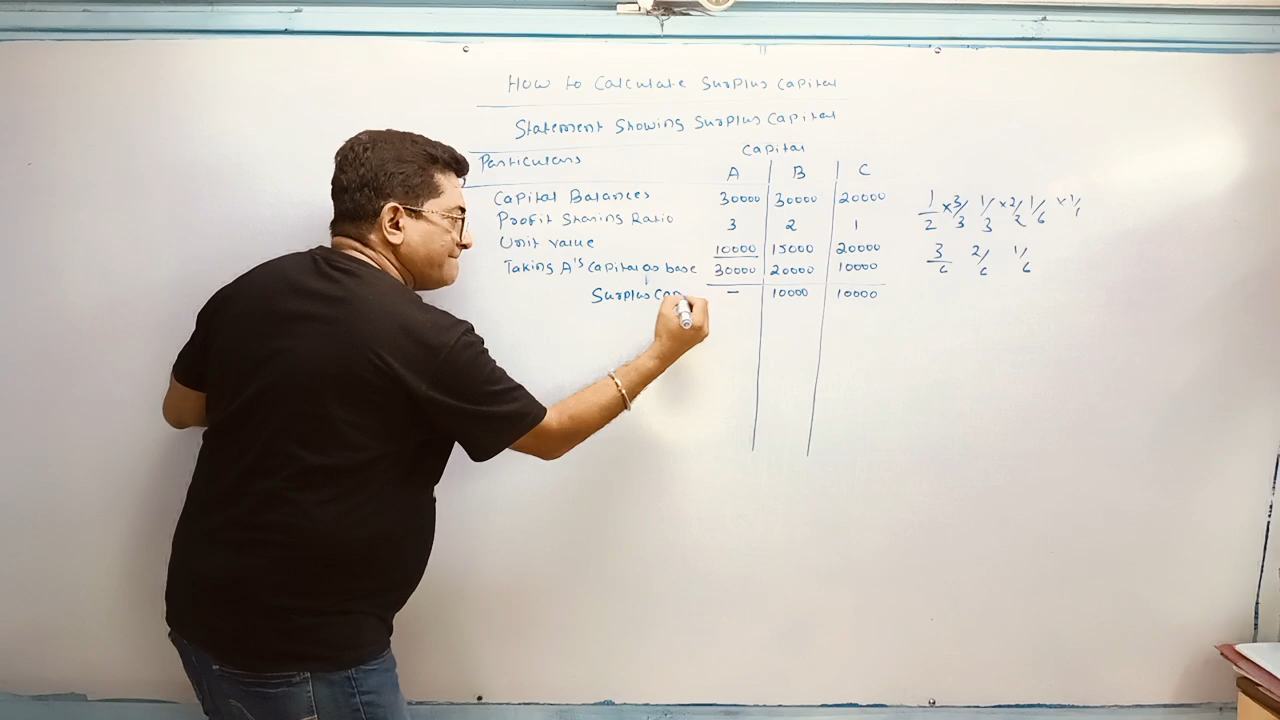 How to Calculate Surplus Capital
Statement Showing Surplus Capital
Particulars Capital
A B C
Capital Balances 30000 30000 20000
Profit Sharing Ratio 3 2 1
Unit value 10000 15000 20000
Taking A's Capital as base 30000 20000 10000
Surplus Cap - 10000 10000
1/2 × 3/3 1/3 × 2/2 1/6 × 1/1
3/6 2/6 1/6